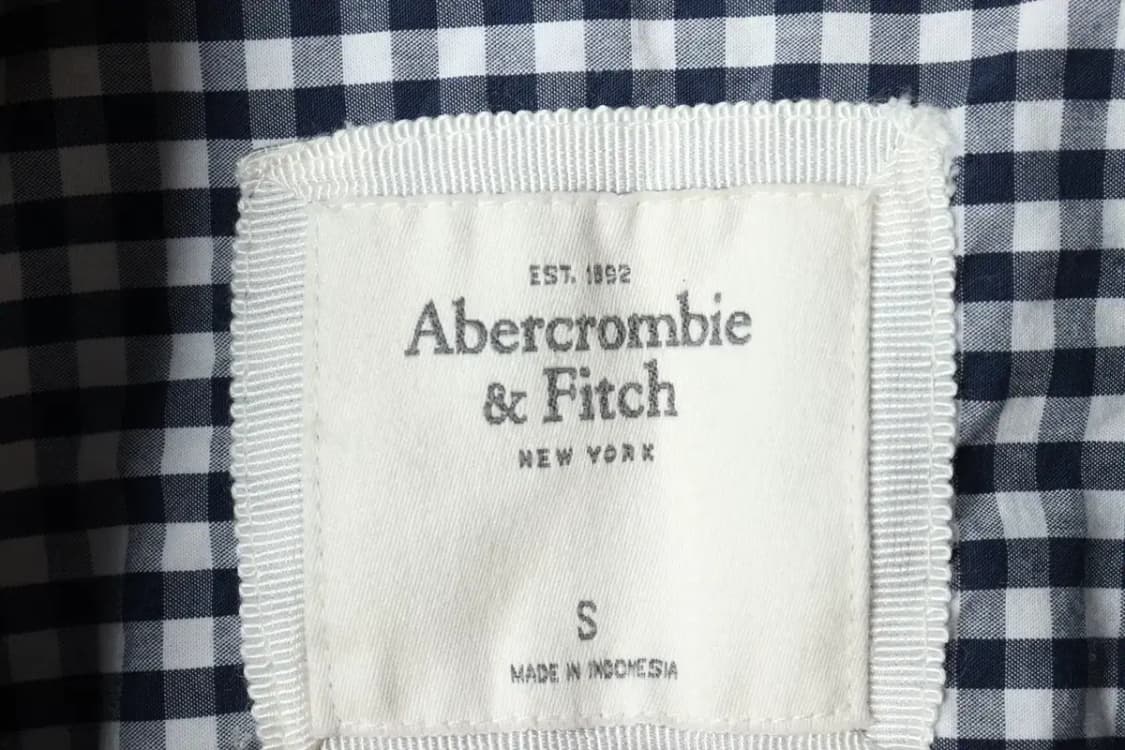 EST. 1892
Abercrombie
& Fitch
NEW YORK
S
MADE IN INDONESIA